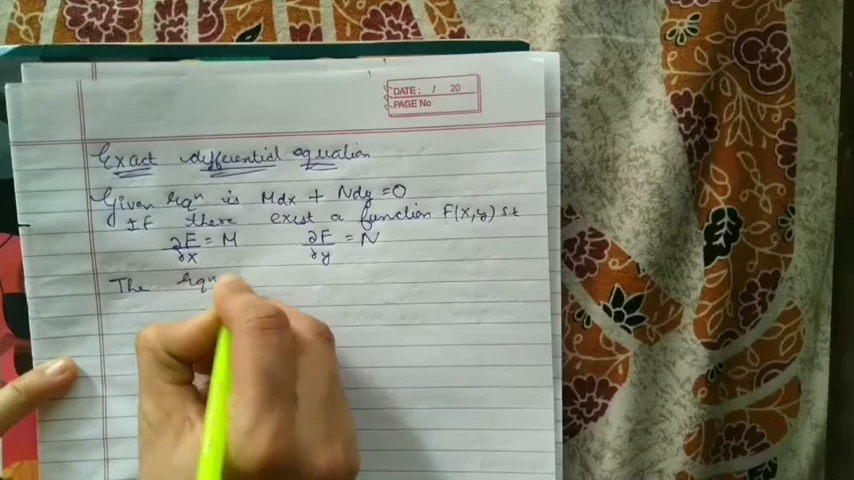 DATE: / 20
PAGE No
Exact differential equation
Given eqn is Mdx + Ndy = 0
If there exist a function F(x,y) s.t
∂F/∂x = M ∂F/∂y = N
The eqn